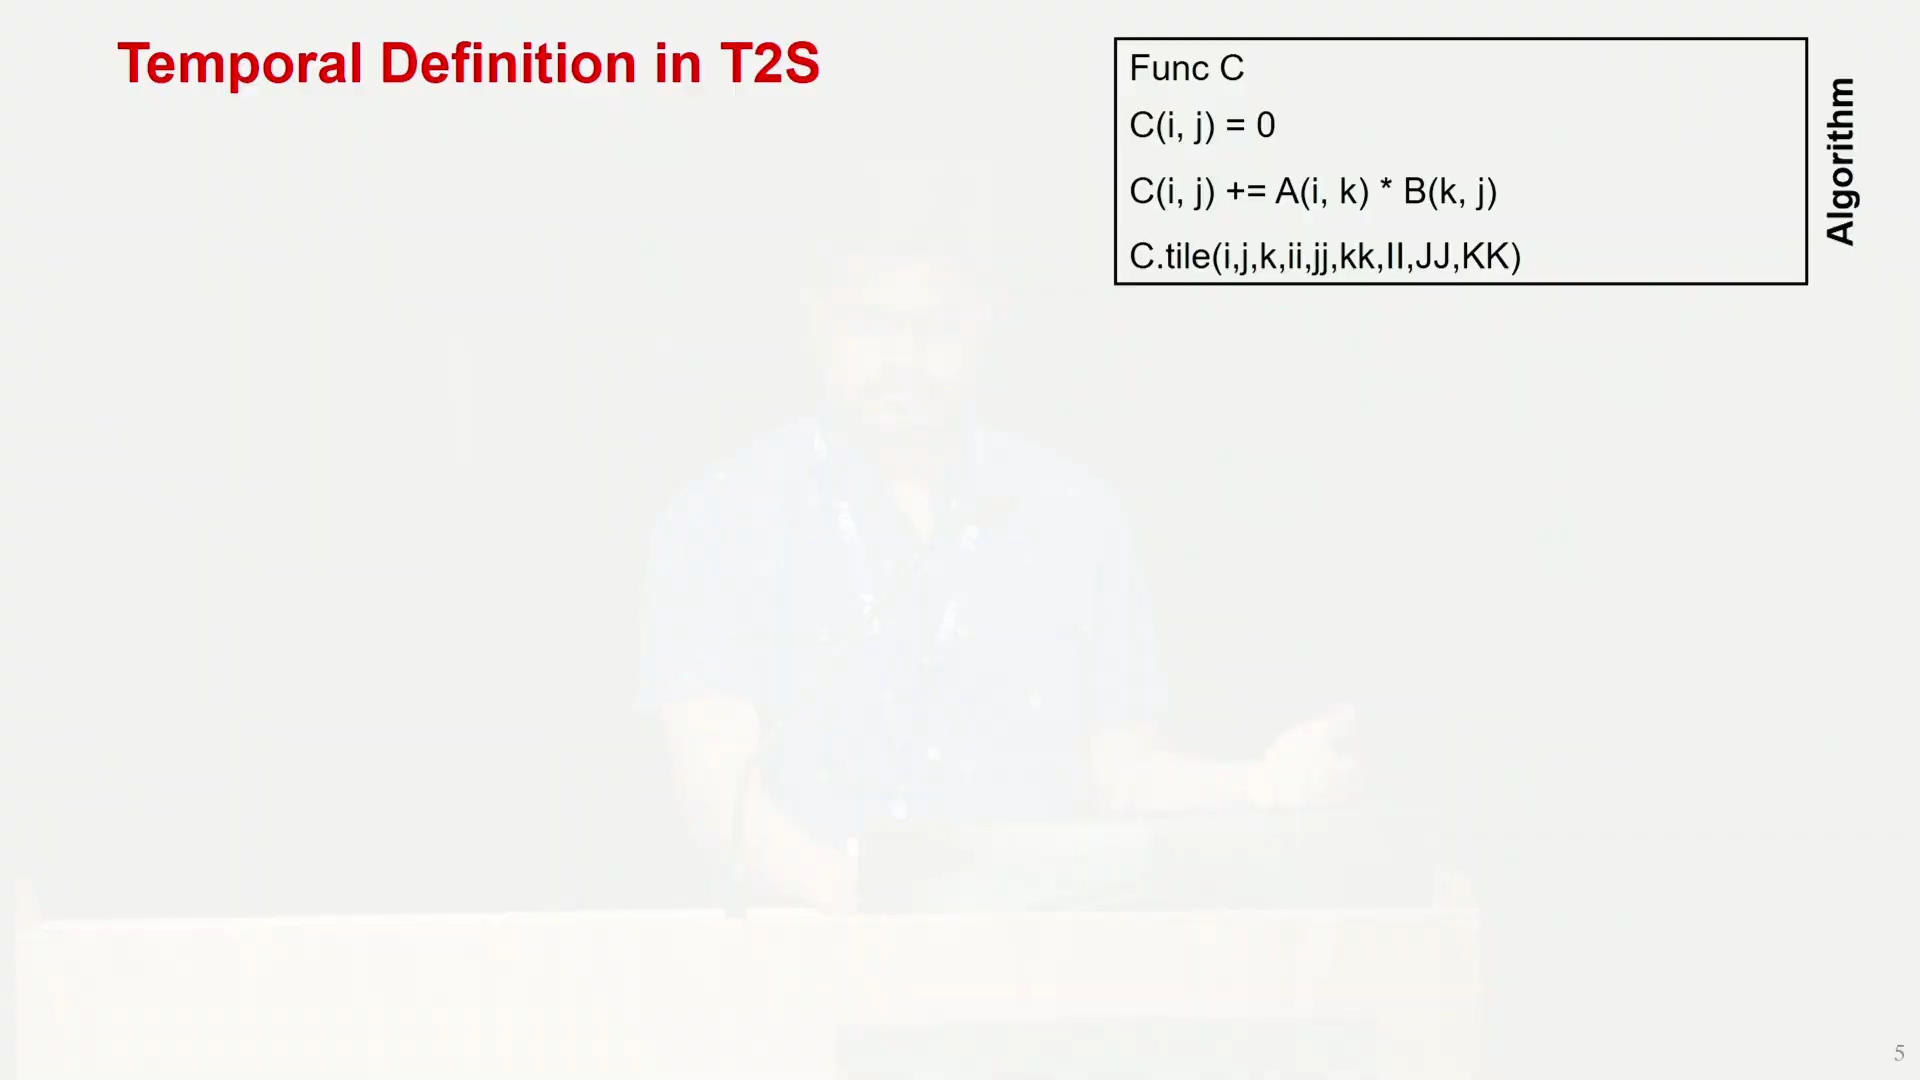 Temporal Definition in T2S
Func C
C(i, j) = 0
C(i, j) += A(i, k) * B(k, j)
C.tile(i,j,k,ii,jj,kk,II,JJ,KK)
Algorithm
5